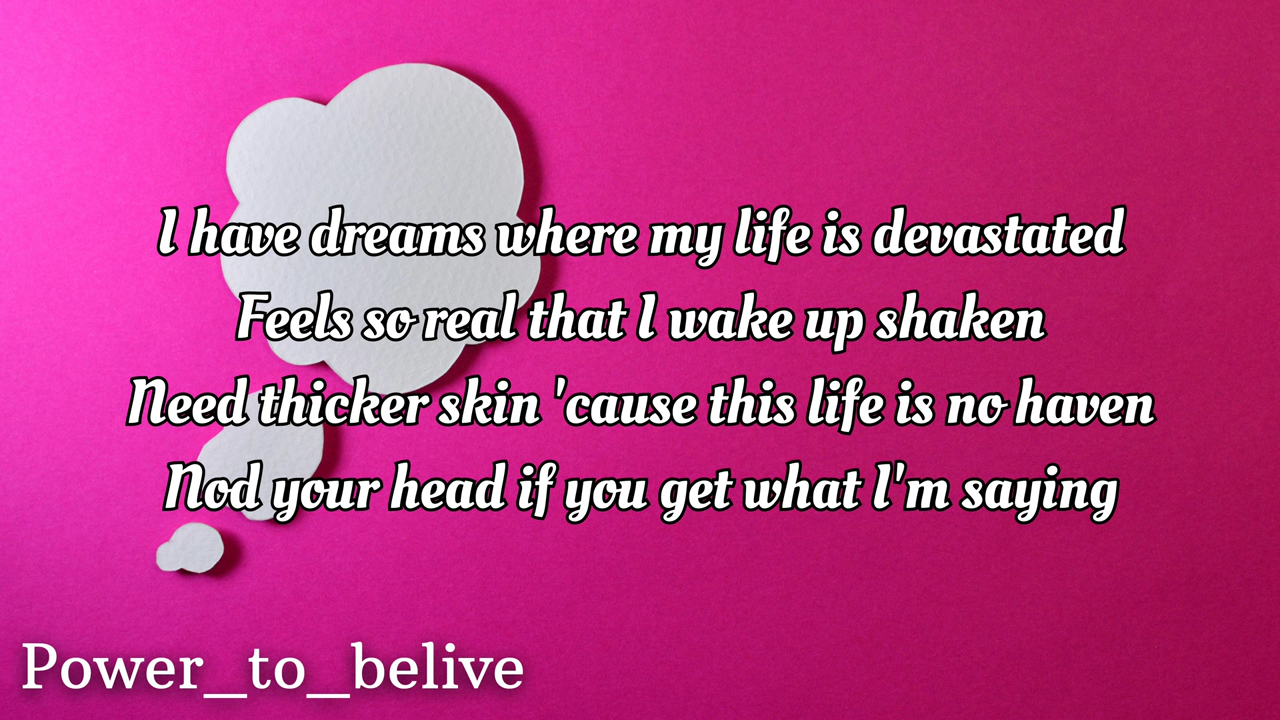 I have dreams where my life is devastated
Feels so real that I wake up shaken
Need thicker skin 'cause this life is no haven
Nod your head if you get what I'm saying
Power_to_belive